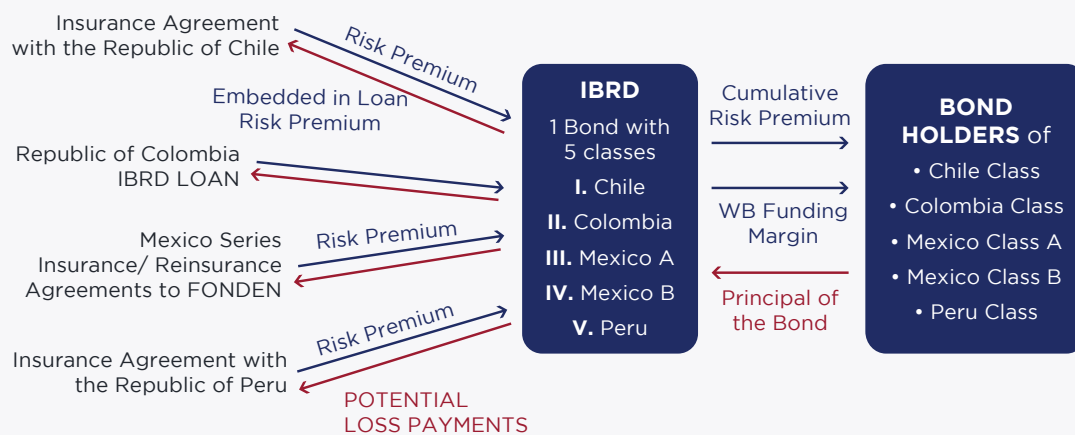 Insurance Agreement
with the Republic of Chile
Risk Premium
Embedded in Loan
Risk Premium
Republic of Colombia
IBRD LOAN
Mexico Series
Insurance/ Reinsurance
Agreements to FONDEN
Risk Premium
Insurance Agreement with
the Republic of Peru
Risk Premium
POTENTIAL
LOSS PAYMENTS
IBRD
1 Bond with
5 classes
I. Chile
II. Colombia
III. Mexico A
IV. Mexico B
V. Peru
Cumulative
Risk Premium
WB Funding
Margin
Principal of
the Bond
BOND
HOLDERS of
• Chile Class
• Colombia Class
• Mexico Class A
• Mexico Class B
• Peru Class